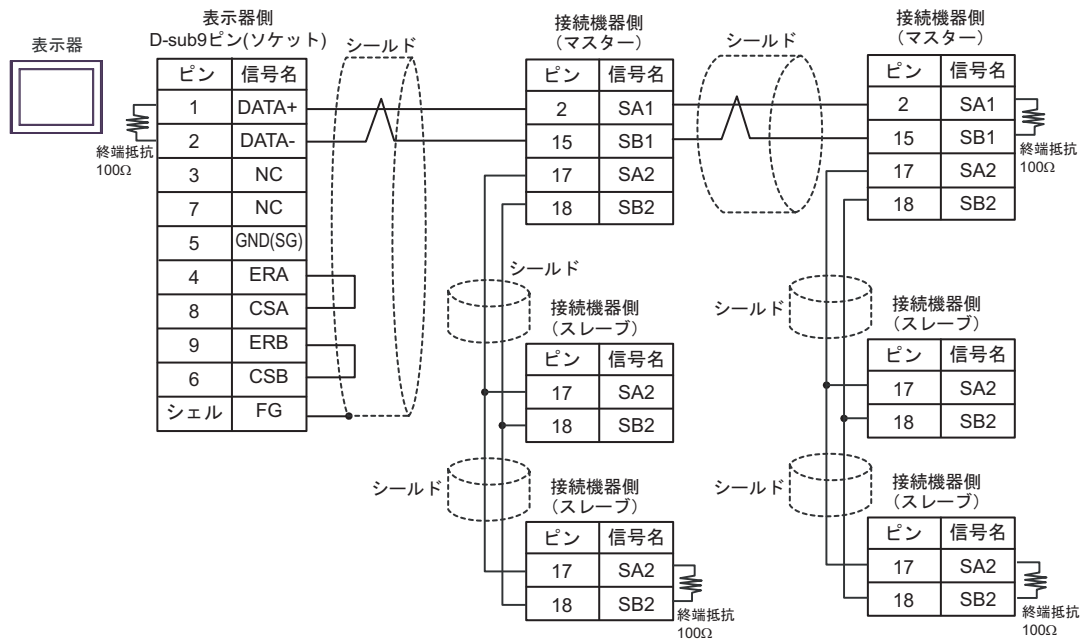 表示器
表示器側
D-sub9ピン(ソケット)
ピン 信号名
1 DATA+
2 DATA-
3 NC
7 NC
5 GND(SG)
4 ERA
8 CSA
9 ERB
6 CSB
シェル FG
終端抵抗
100Ω
シールド
接続機器側
(マスター)
ピン 信号名
2 SA1
15 SB1
17 SA2
18 SB2
シールド
接続機器側
(マスター)
ピン 信号名
2 SA1
15 SB1
17 SA2
18 SB2
終端抵抗
100Ω
シールド
接続機器側
(スレーブ)
ピン 信号名
17 SA2
18 SB2
シールド
接続機器側
(スレーブ)
ピン 信号名
17 SA2
18 SB2
シールド
接続機器側
(スレーブ)
ピン 信号名
17 SA2
18 SB2
終端抵抗
100Ω
シールド
接続機器側
(スレーブ)
ピン 信号名
17 SA2
18 SB2
終端抵抗
100Ω